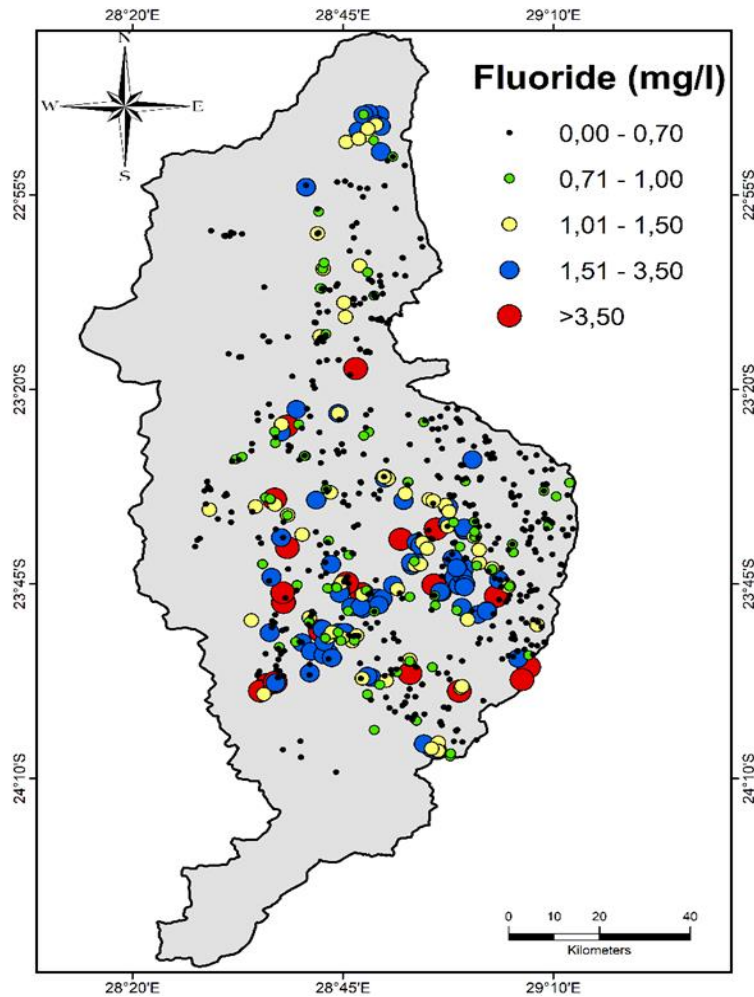 28°20'E 28°45'E 29°10'E
N
W E
S
Fluoride (mg/l)
0,00 - 0,70
0,71 - 1,00
1,01 - 1,50
1,51 - 3,50
>3,50
22°55'S 22°55'S
23°20'S 23°20'S
23°45'S 23°45'S
24°10'S 24°10'S
0 10 20 40
Kilometers
28°20'E 28°45'E 29°10'E